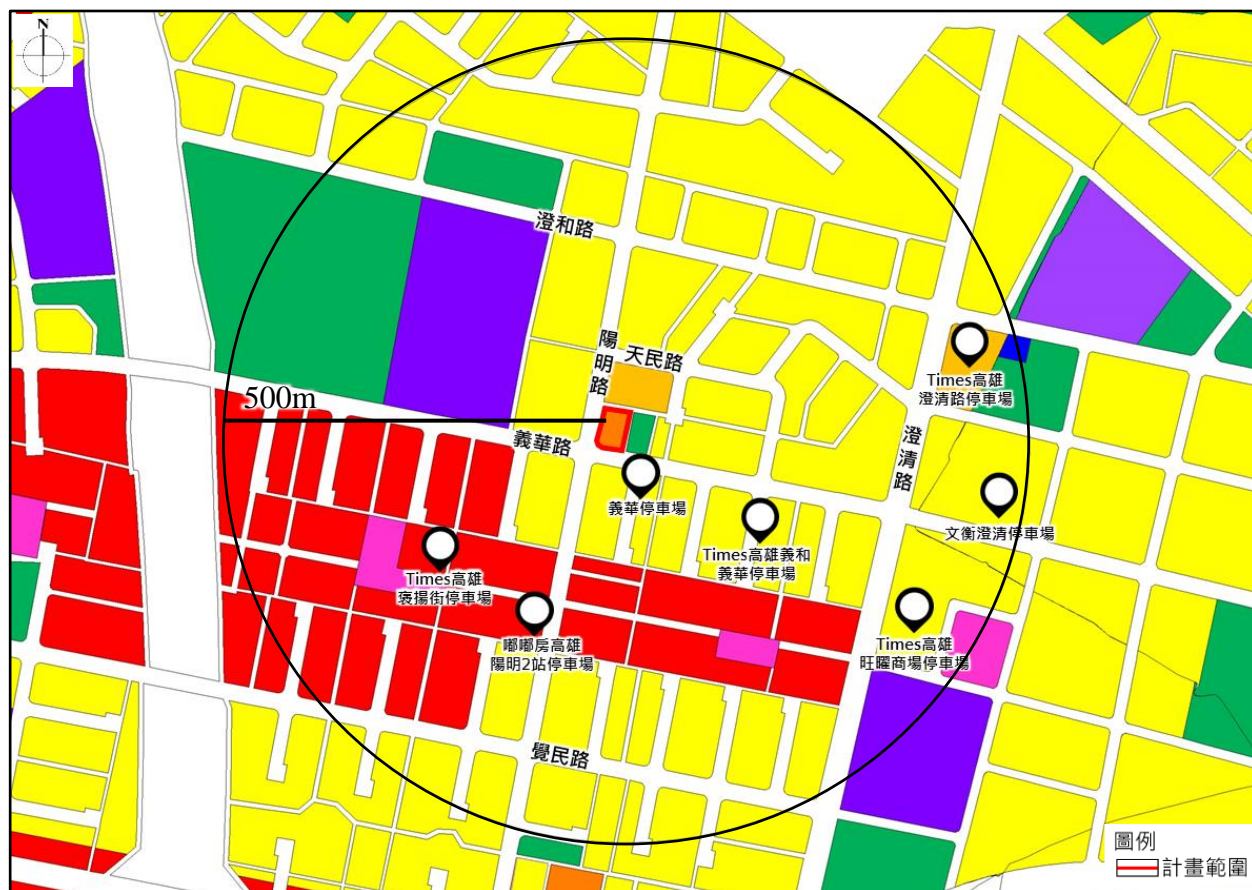 N
澄和路
陽明路
天民路
500m
義華路
Times高雄
澄清路停車場
澄清路
義華停車場
文衡澄清停車場
Times高雄義和
義華停車場
Times高雄
褒揚街停車場
嘟嘟房高雄
陽明2站停車場
Times高雄
旺曜商場停車場
覺民路
圖例
計畫範圍